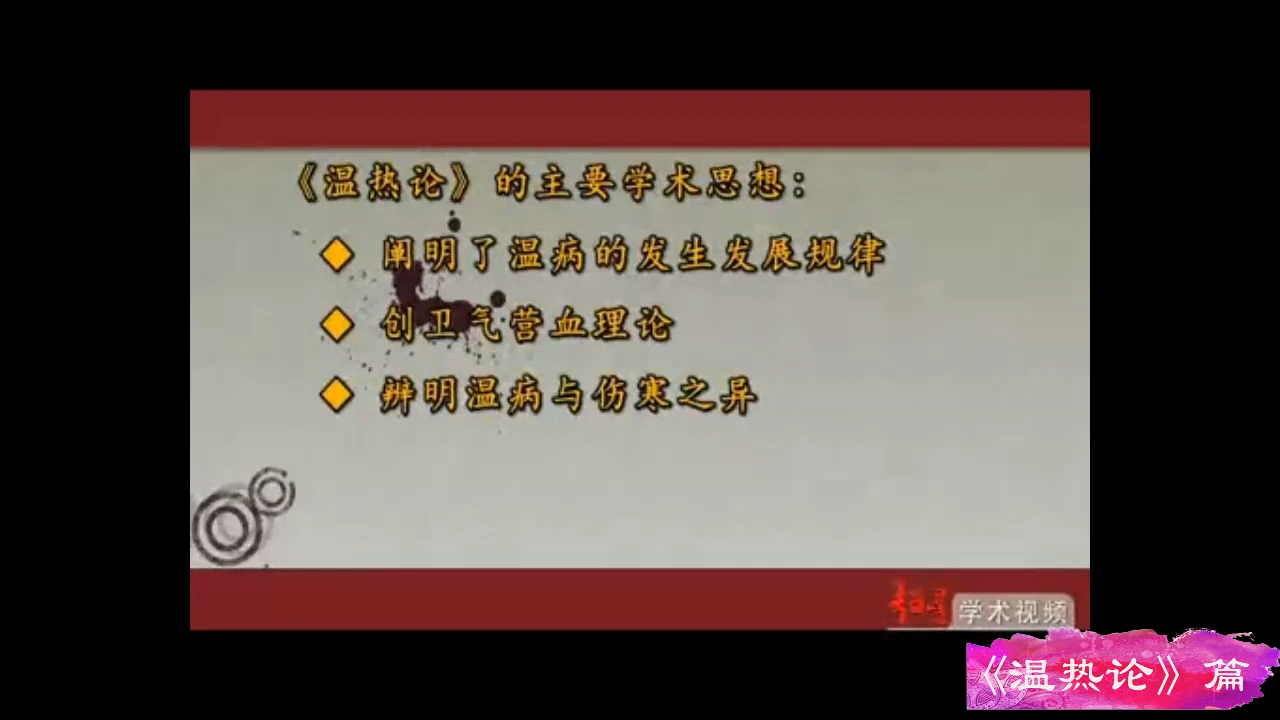 《温热论》的主要学术思想：
阐明了温病的发生发展规律
创卫气营血理论
辨明温病与伤寒之异
学术视频
《温热论》篇